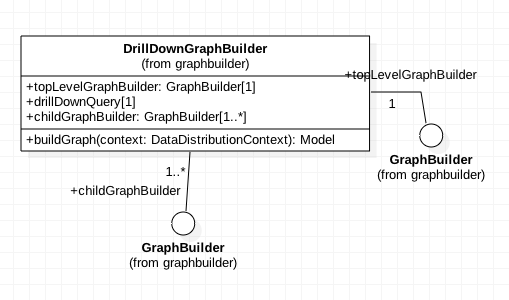 DrillDownGraphBuilder
(from graphbuilder)
+topLevelGraphBuilder: GraphBuilder[1]
+drillDownQuery[1]
+childGraphBuilder: GraphBuilder[1..*]
+buildGraph(context: DataDistributionContext): Model
+topLevelGraphBuilder
1
GraphBuilder
(from graphbuilder)
1..*
+childGraphBuilder
GraphBuilder
(from graphbuilder)